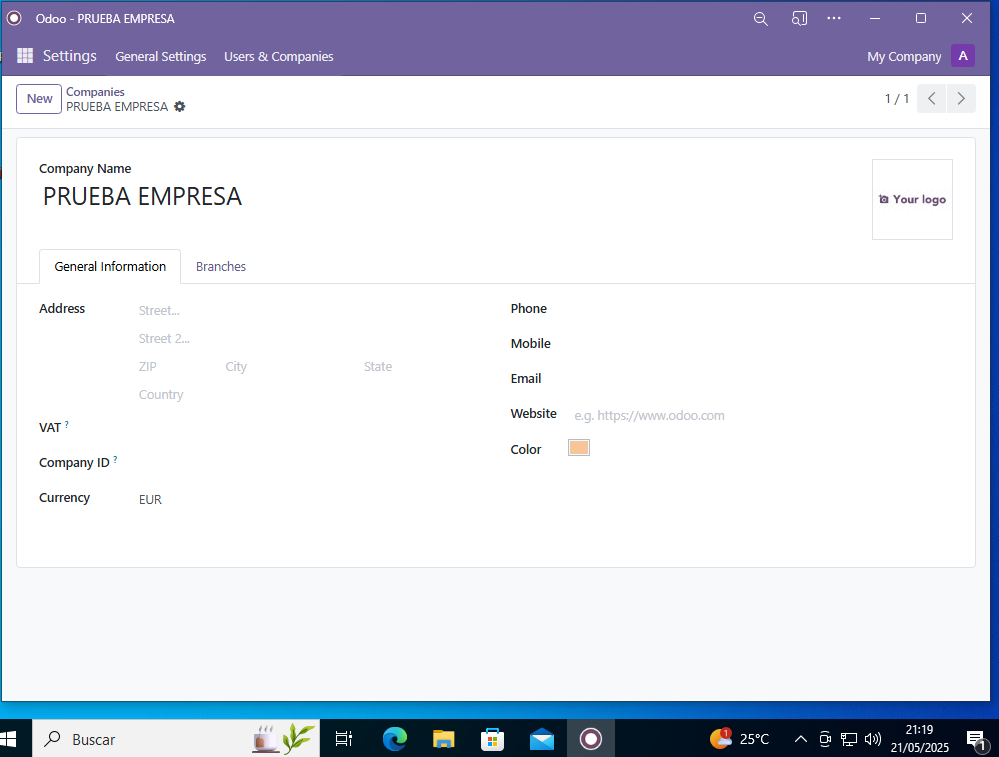 Odoo - PRUEBA EMPRESA
Settings General Settings Users & Companies My Company A
New Companies
PRUEBA EMPRESA 1 / 1
Company Name
PRUEBA EMPRESA
Your logo
General Information Branches
Address Street...
Street 2...
ZIP City State
Country
VAT ?
Company ID ?
Currency EUR
Phone
Mobile
Email
Website e.g. https://www.odoo.com
Color
Buscar 1 25°C 21:19
21/05/2025 1